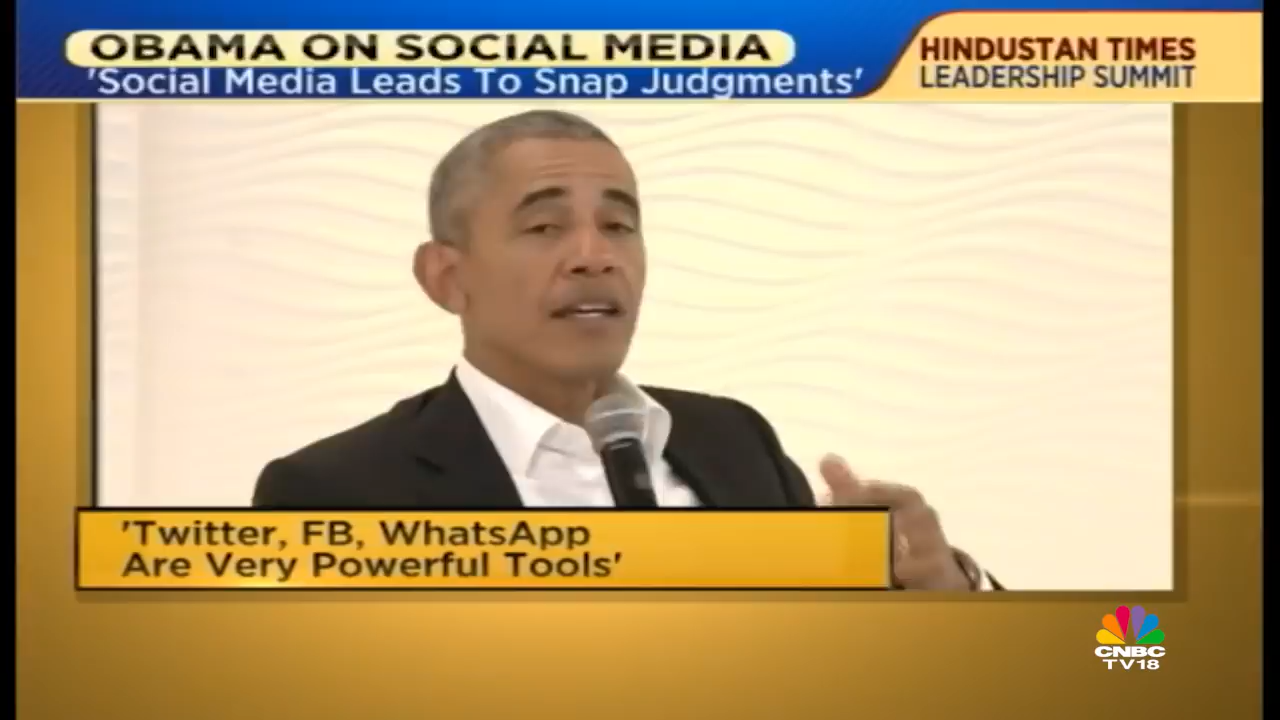 OBAMA ON SOCIAL MEDIA
'Social Media Leads To Snap Judgments'
HINDUSTAN TIMES
LEADERSHIP SUMMIT
'Twitter, FB, WhatsApp
Are Very Powerful Tools'
CNBC
TV18